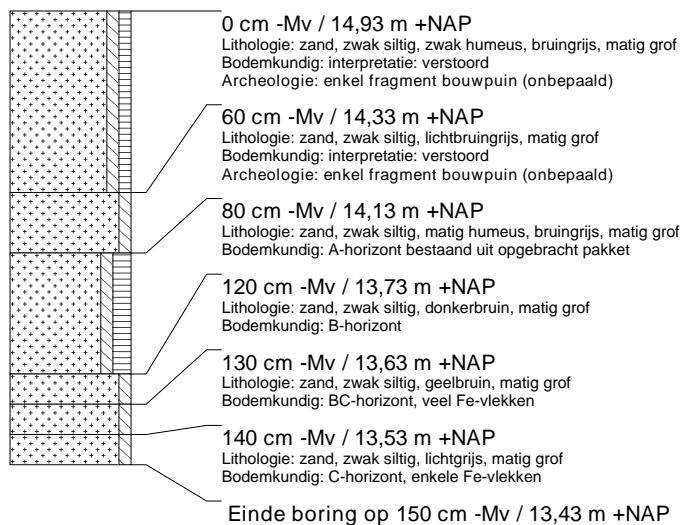 0 cm -Mv / 14,93 m +NAP
Lithologie: zand, zwak siltig, zwak humeus, bruingrijs, matig grof
Bodemkundig: interpretatie: verstoord
Archeologie: enkel fragment bouwpuin (onbepaald)
60 cm -Mv / 14,33 m +NAP
Lithologie: zand, zwak siltig, lichtbruingrijs, matig grof
Bodemkundig: interpretatie: verstoord
Archeologie: enkel fragment bouwpuin (onbepaald)
80 cm -Mv / 14,13 m +NAP
Lithologie: zand, zwak siltig, matig humeus, bruingrijs, matig grof
Bodemkundig: A-horizont bestaand uit opgebracht pakket
120 cm -Mv / 13,73 m +NAP
Lithologie: zand, zwak siltig, donkerbruin, matig grof
Bodemkundig: B-horizont
130 cm -Mv / 13,63 m +NAP
Lithologie: zand, zwak siltig, geelbruin, matig grof
Bodemkundig: BC-horizont, veel Fe-vlekken
140 cm -Mv / 13,53 m +NAP
Lithologie: zand, zwak siltig, lichtgrijs, matig grof
Bodemkundig: C-horizont, enkele Fe-vlekken
Einde boring op 150 cm -Mv / 13,43 m +NAP